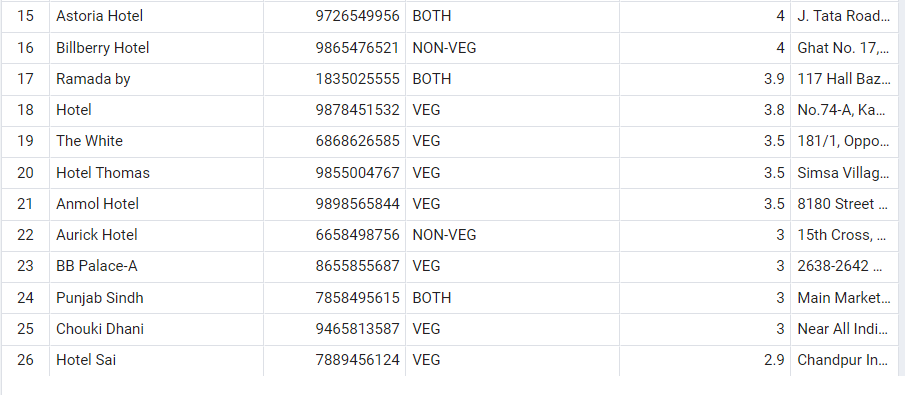 15 Astoria Hotel 9726549956 BOTH 4 J. Tata Road...
16 Billberry Hotel 9865476521 NON-VEG 4 Ghat No. 17,...
17 Ramada by 1835025555 BOTH 3.9 117 Hall Baz...
18 Hotel 9878451532 VEG 3.8 No.74-A, Ka...
19 The White 6868626585 VEG 3.5 181/1, Oppo...
20 Hotel Thomas 9855004767 VEG 3.5 Simsa Villag...
21 Anmol Hotel 9898565844 VEG 3.5 8180 Street ...
22 Aurick Hotel 6658498756 NON-VEG 3 15th Cross, ...
23 BB Palace-A 8655855687 VEG 3 2638-2642 ...
24 Punjab Sindh 7858495615 BOTH 3 Main Market...
25 Chouki Dhani 9465813587 VEG 3 Near All Indi...
26 Hotel Sai 7889456124 VEG 2.9 Chandpur In...